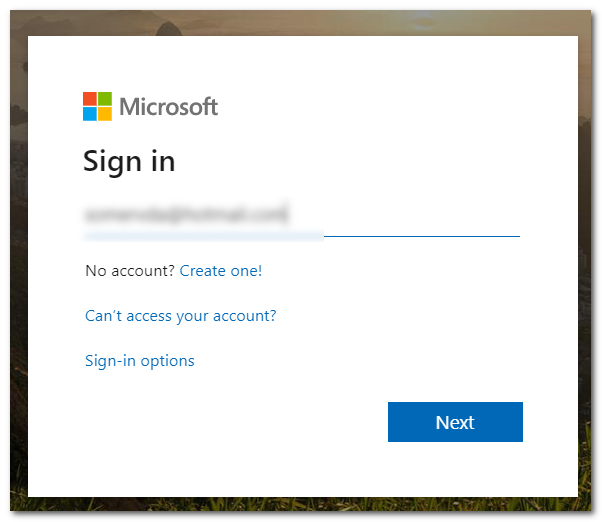 Microsoft
Sign in
No account? Create one!
Can't access your account?
Sign-in options
Next